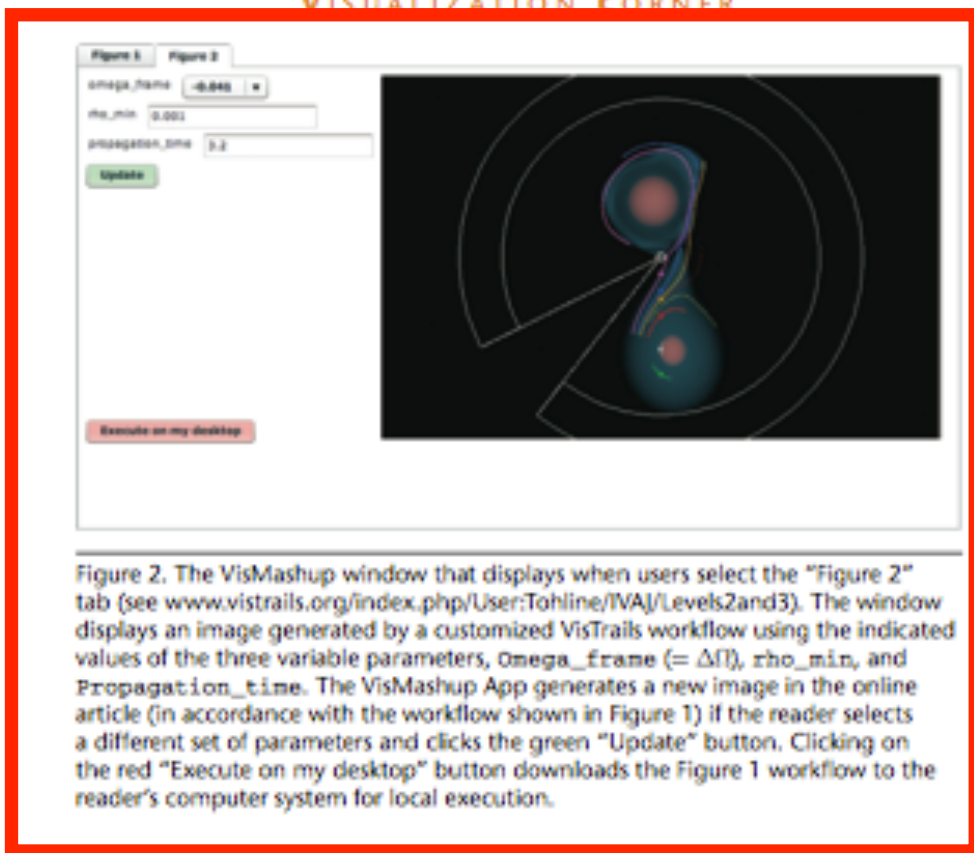 VISUALIZATION CORNER
Figure 1 Figure 2
omega_frame -0.041
rho_min 0.001
propagation_time 3.2
Update
Execute on my desktop
Figure 2. The VisMashup window that displays when users select the "Figure 2"
tab (see www.vistrails.org/index.php/User:Tohline/IVAJ/Levels2and3). The window
displays an image generated by a customized VisTrails workflow using the indicated
values of the three variable parameters, Omega_frame (= ΔΩ), rho_min, and
Propagation_time. The VisMashup App generates a new image in the online
article (in accordance with the workflow shown in Figure 1) if the reader selects
a different set of parameters and clicks the green "Update" button. Clicking on
the red "Execute on my desktop" button downloads the Figure 1 workflow to the
reader's computer system for local execution.